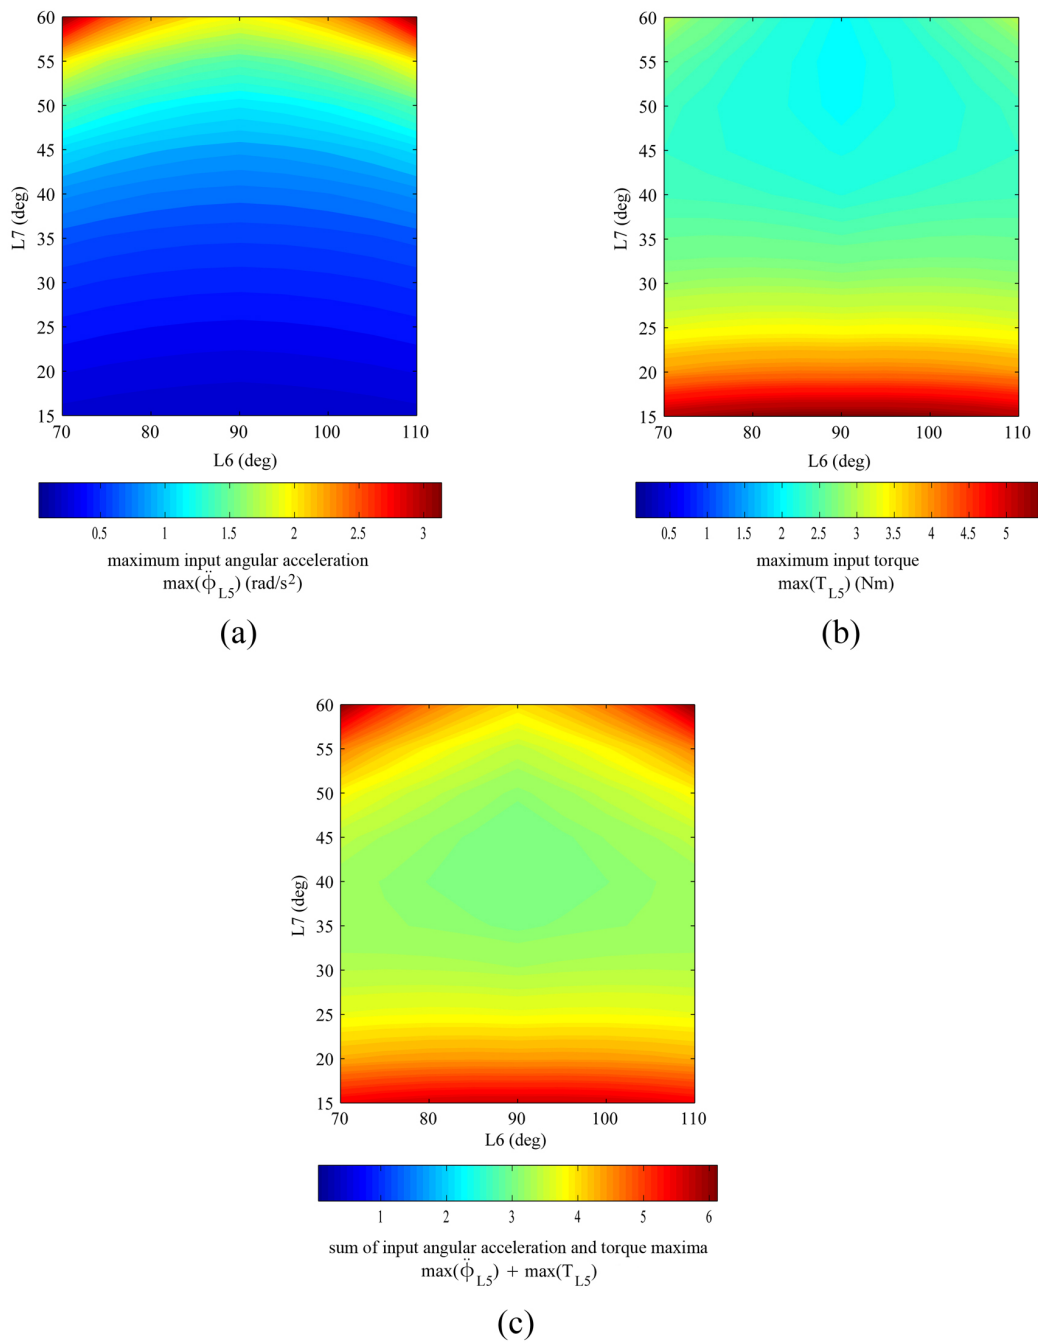 60
55
50
45
40
35
30
25
20
15
L7 (deg)
70 80 90 100 110
L6 (deg)
0.5 1 1.5 2 2.5 3
maximum input angular acceleration
max(ϕ̈_L5) (rad/s²)
(a)
60
55
50
45
40
35
30
25
20
15
L7 (deg)
70 80 90 100 110
L6 (deg)
0.5 1 1.5 2 2.5 3 3.5 4 4.5 5
maximum input torque
max(T_L5) (Nm)
(b)
60
55
50
45
40
35
30
25
20
15
L7 (deg)
70 80 90 100 110
L6 (deg)
1 2 3 4 5 6
sum of input angular acceleration and torque maxima
max(ϕ̈_L5) + max(T_L5)
(c)